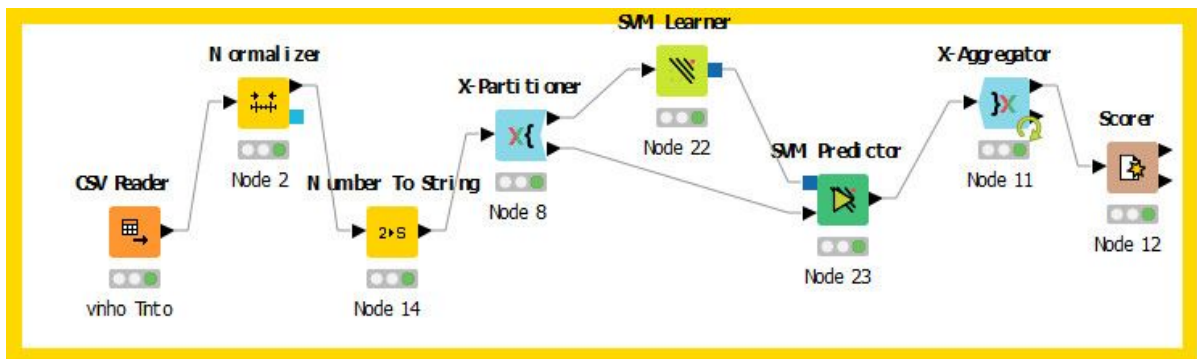 SVM Learner
Normalizer
X-Aggregator
X-Partitioner
Scorer
Node 22
SVM Predictor
CSV Reader
Node 2
Number To String
Node 11
Node 8
2▸S
Node 12
Node 23
vinho Tinto
Node 14